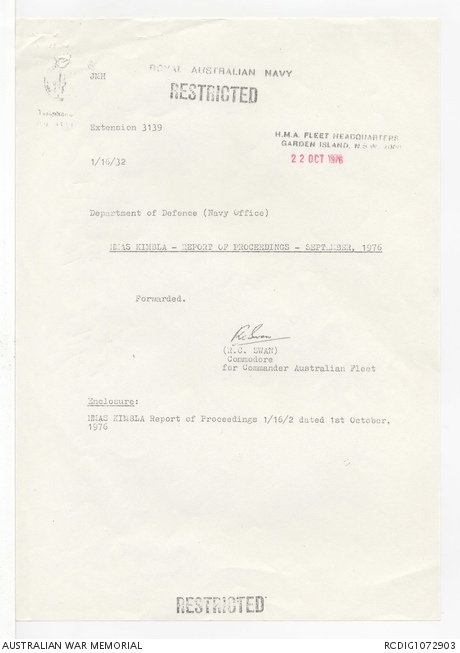 JMH
ROYAL AUSTRALIAN NAVY
RESTRICTED
Extension 3139
H.M.A. FLEET HEADQUARTERS
GARDEN ISLAND, N.S.W. 2000
22 OCT 1976
1/16/32
Department of Defence (Navy Office)
HMAS KIMBLA - REPORT OF PROCEEDINGS - SEPTEMBER, 1976
Forwarded.
(R.C. SWAN)
Commodore
for Commander Australian Fleet
Enclosure:
HMAS KIMBLA Report of Proceedings 1/16/2 dated 1st October,
1976
RESTRICTED
AUSTRALIAN WAR MEMORIAL
RCDIG1072903